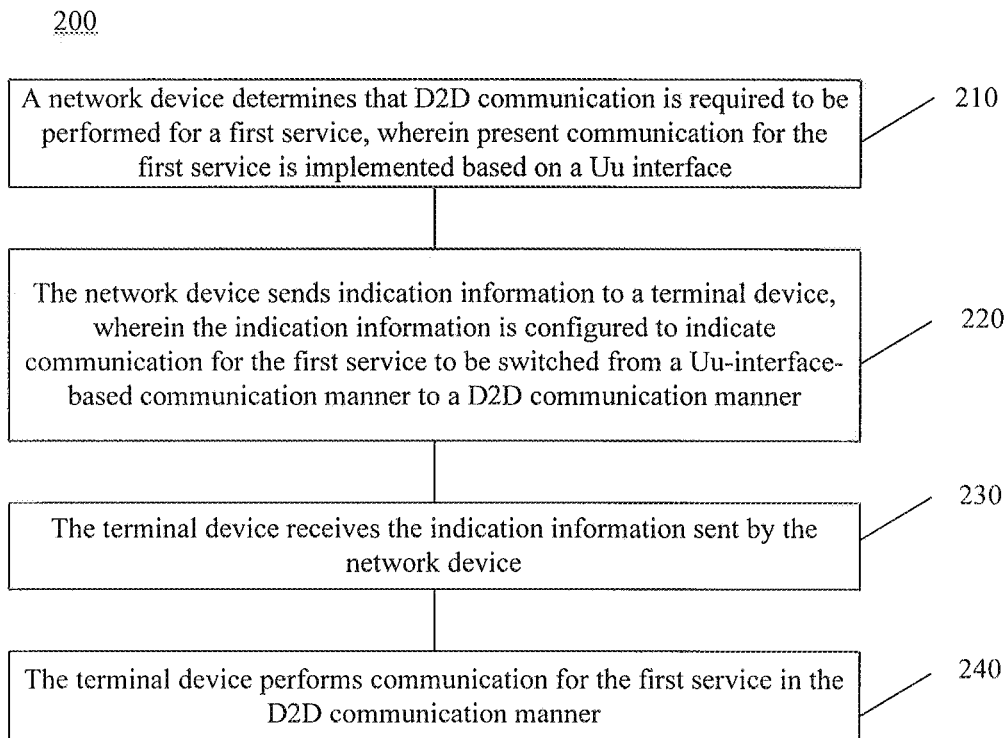 200
A network device determines that D2D communication is required to be
performed for a first service, wherein present communication for the
first service is implemented based on a Uu interface
210
The network device sends indication information to a terminal device,
wherein the indication information is configured to indicate
communication for the first service to be switched from a Uu-interface-
based communication manner to a D2D communication manner
220
The terminal device receives the indication information sent by the
network device
230
The terminal device performs communication for the first service in the
D2D communication manner
240